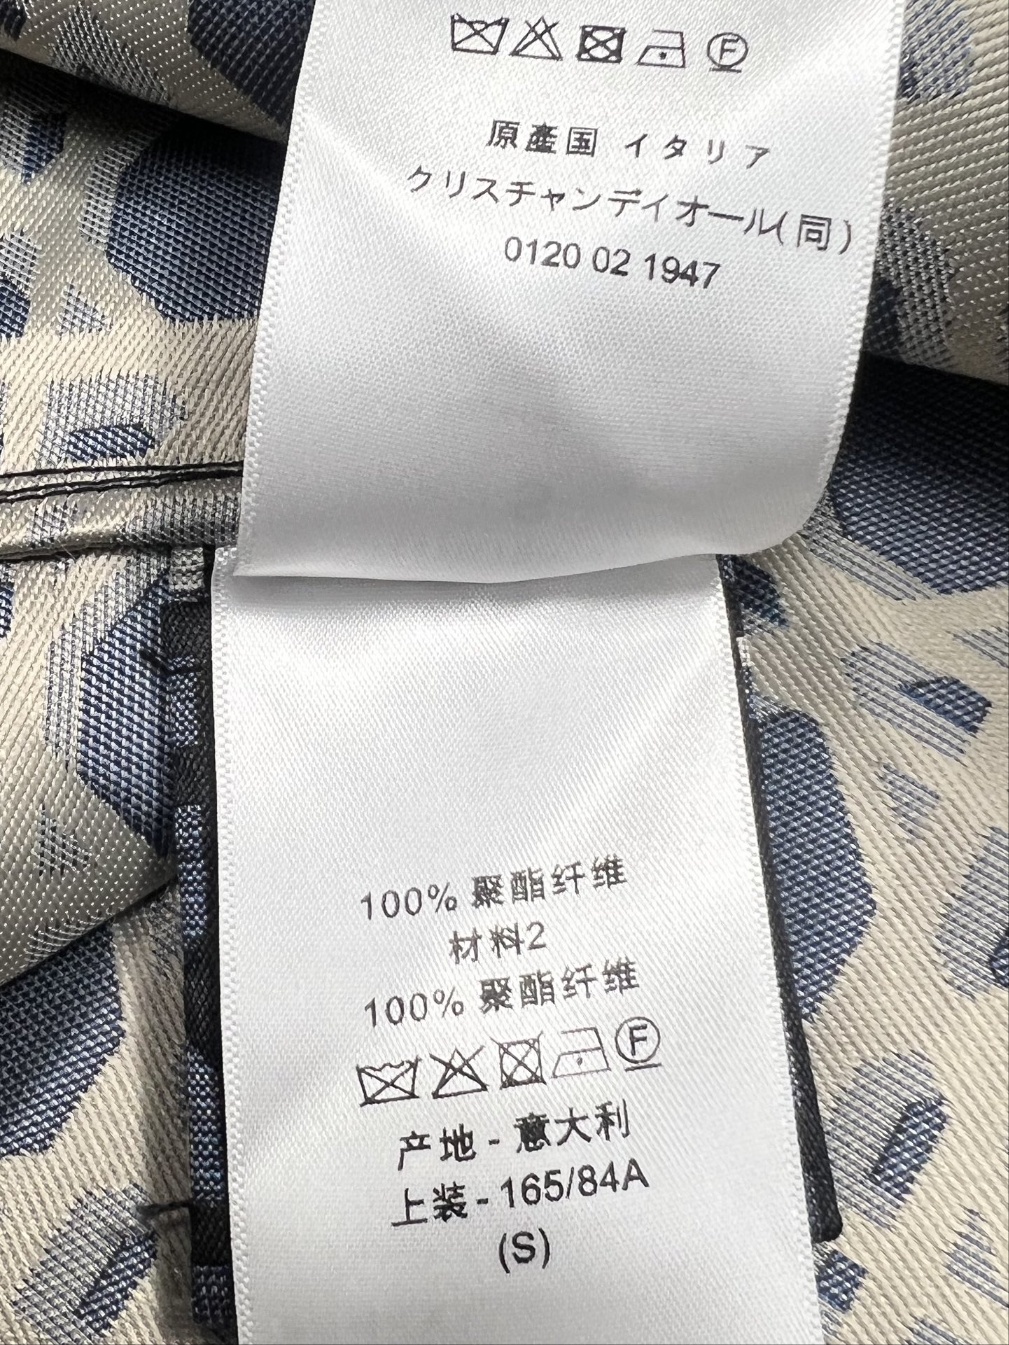 原産国 イタリア
クリスチャンディオール(同)
0120 02 1947
100% 聚酯纤维
材料2
100% 聚酯纤维
产地 - 意大利
上装 - 165/84A
(S)